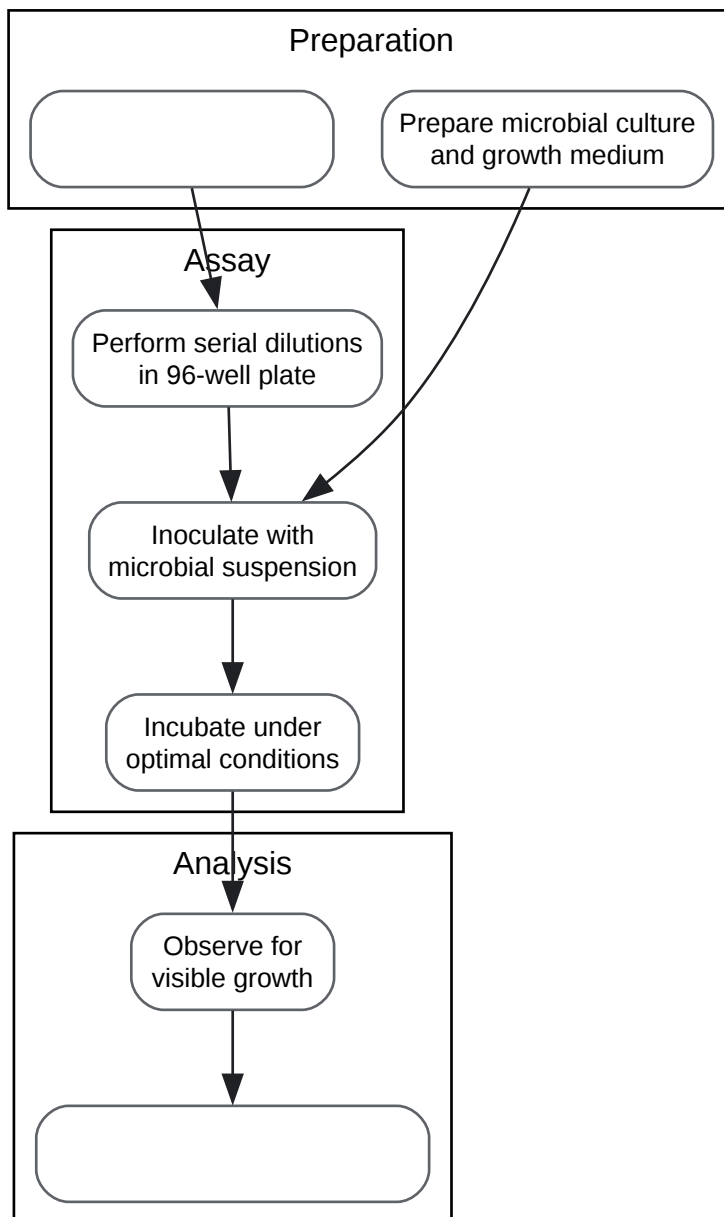 Preparation
Prepare microbial culture
and growth medium
Assay
Perform serial dilutions
in 96-well plate
Inoculate with
microbial suspension
Incubate under
optimal conditions
Analysis
Observe for
visible growth